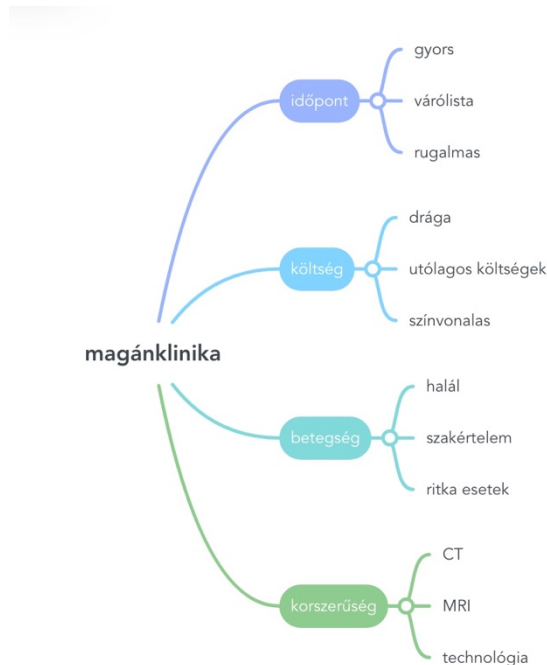 magánklinika
időpont
gyors
várólista
rugalmas
költség
drága
utólagos költségek
színvonalas
betegség
halál
szakértelem
ritka esetek
korszerűség
CT
MRI
technológia